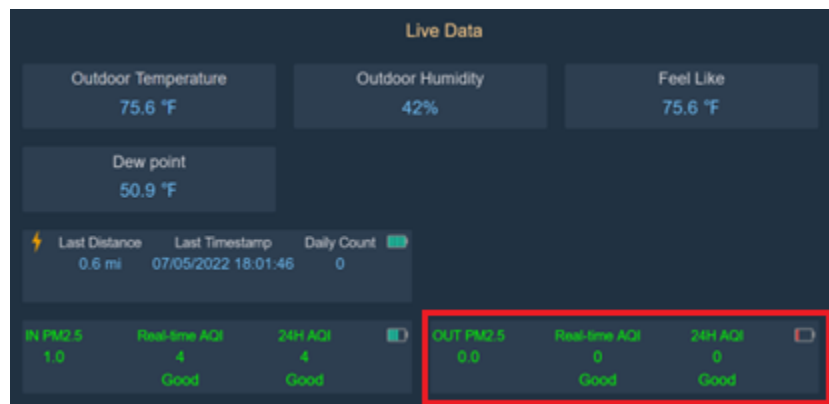 Live Data
Outdoor Temperature
75.6 °F
Outdoor Humidity
42%
Feel Like
75.6 °F
Dew point
50.9 °F
Last Distance Last Timestamp Daily Count
0.6 mi 07/05/2022 18:01:46 0
IN PM2.5 Real-time AQI 24H AQI
1.0 4 4
Good Good
OUT PM2.5 Real-time AQI 24H AQI
0.0 0 0
Good Good